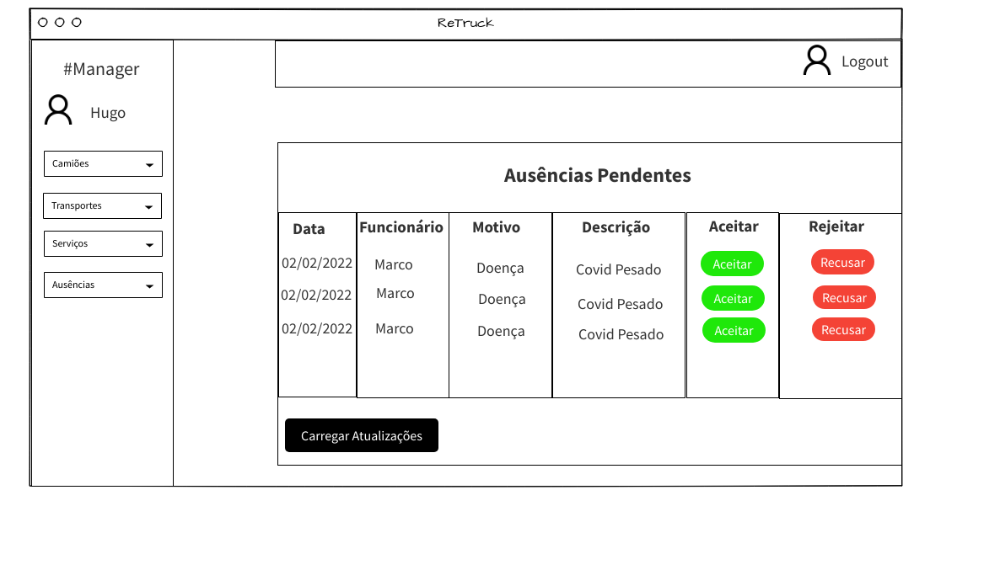 ReTruck
#Manager
Hugo
Camiões
Transportes
Serviços
Ausências
Logout
Ausências Pendentes
Data Funcionário Motivo Descrição Aceitar Rejeitar
02/02/2022 Marco Doença Covid Pesado Aceitar Recusar
02/02/2022 Marco Doença Covid Pesado Aceitar Recusar
02/02/2022 Marco Doença Covid Pesado Aceitar Recusar
Carregar Atualizações